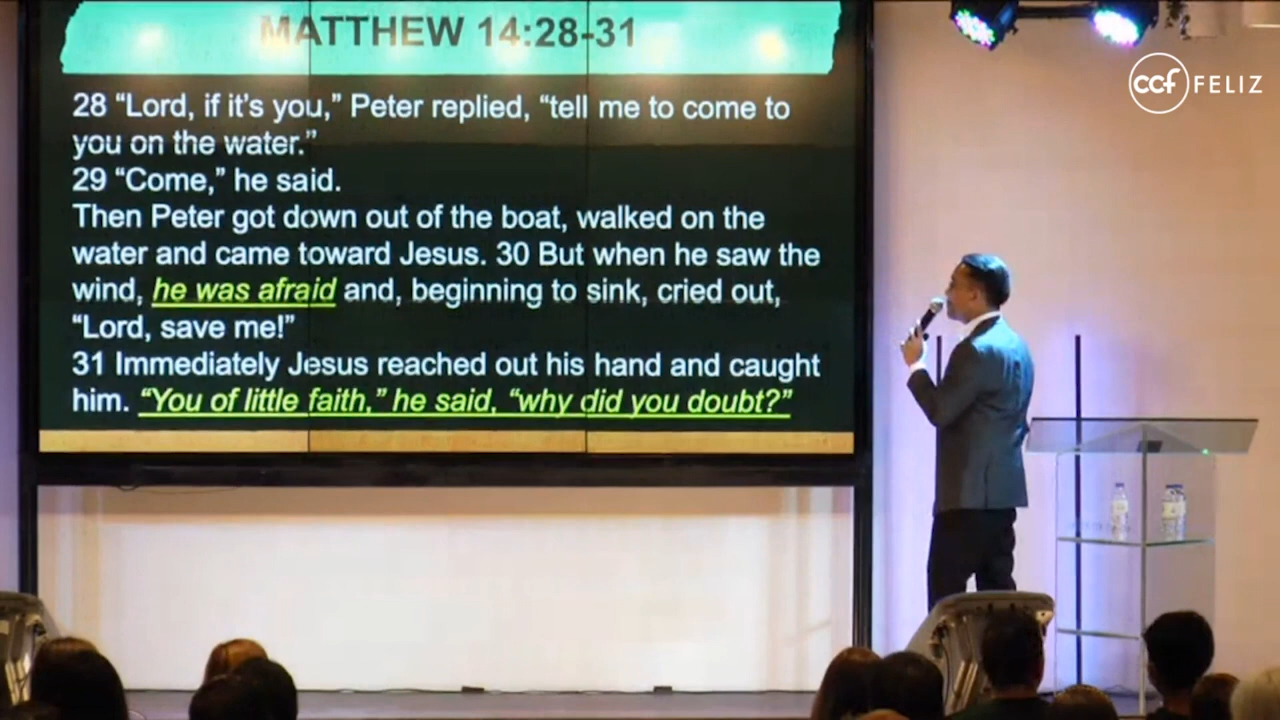 MATTHEW 14:28-31
28 “Lord, if it’s you,” Peter replied, “tell me to come to
you on the water.”
29 “Come,” he said.
Then Peter got down out of the boat, walked on the
water and came toward Jesus. 30 But when he saw the
wind, he was afraid and, beginning to sink, cried out,
“Lord, save me!”
31 Immediately Jesus reached out his hand and caught
him. “You of little faith,” he said, “why did you doubt?”
ccf FELIZ